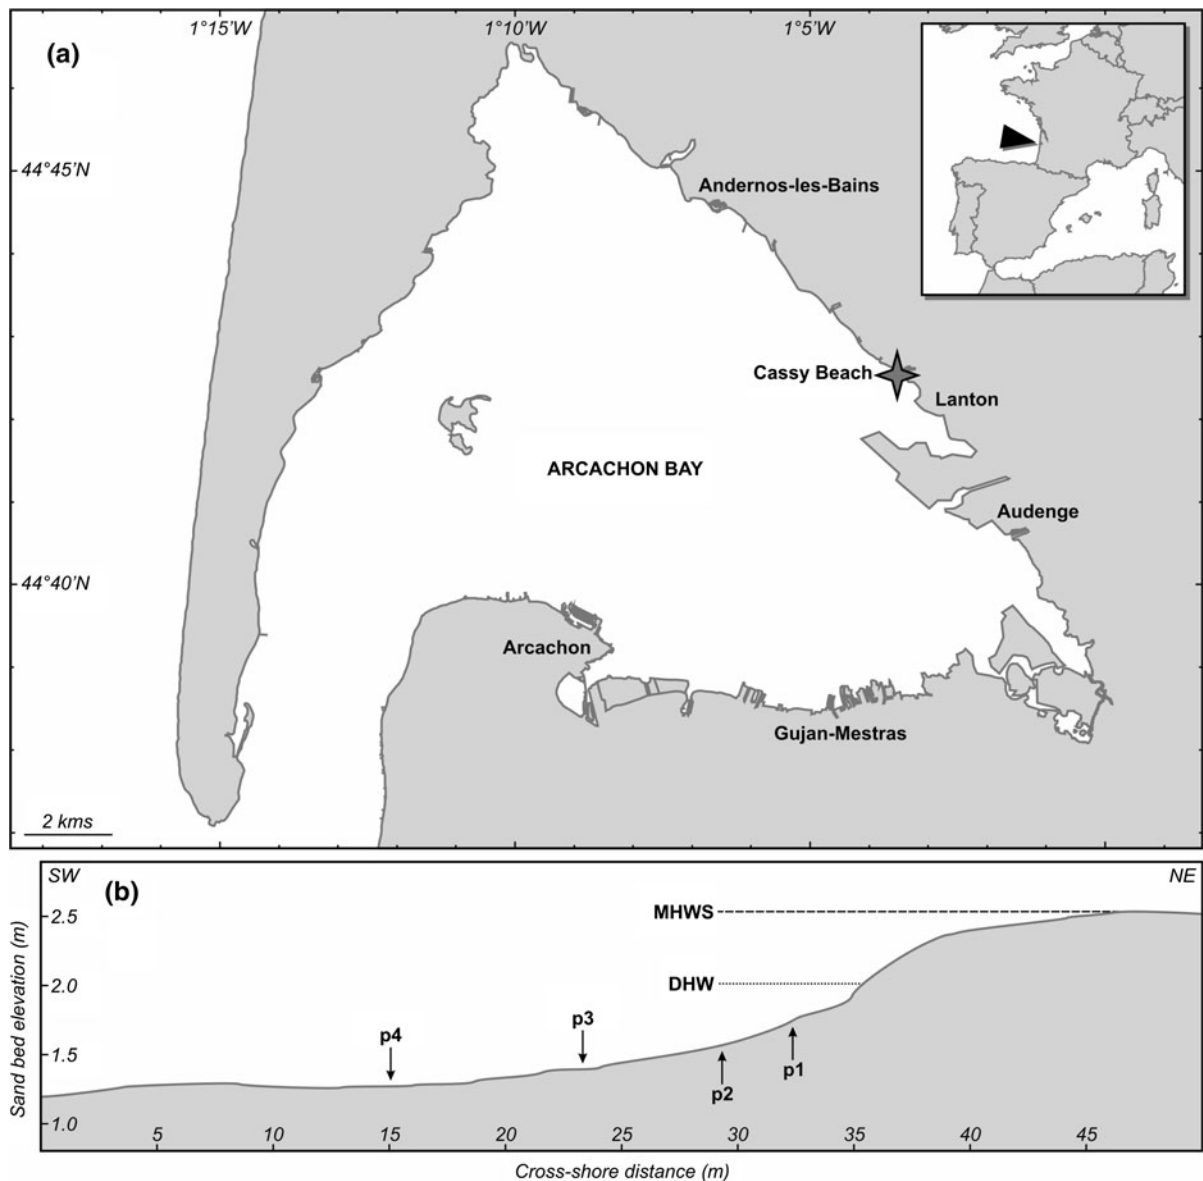 1°15'W
1°10'W
1°5'W
(a)
44°45'N
Andernos-les-Bains
Cassy Beach
Lanton
ARCACHON BAY
Audenge
44°40'N
Arcachon
Gujan-Mestras
2 kms
SW
(b)
NE
MHWS
DHW
p3
p4
p1
p2
2.5
2.0
1.5
1.0
Sand bed elevation (m)
5 10 15 20 25 30 35 40 45
Cross-shore distance (m)